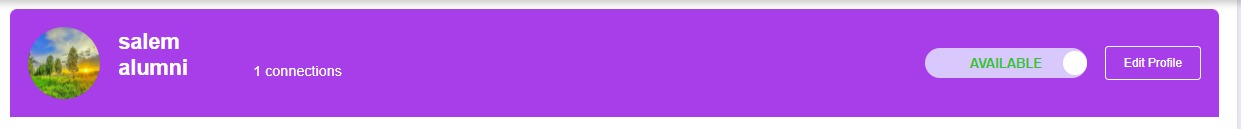 salem
alumni
1 connections
AVAILABLE
Edit Profile